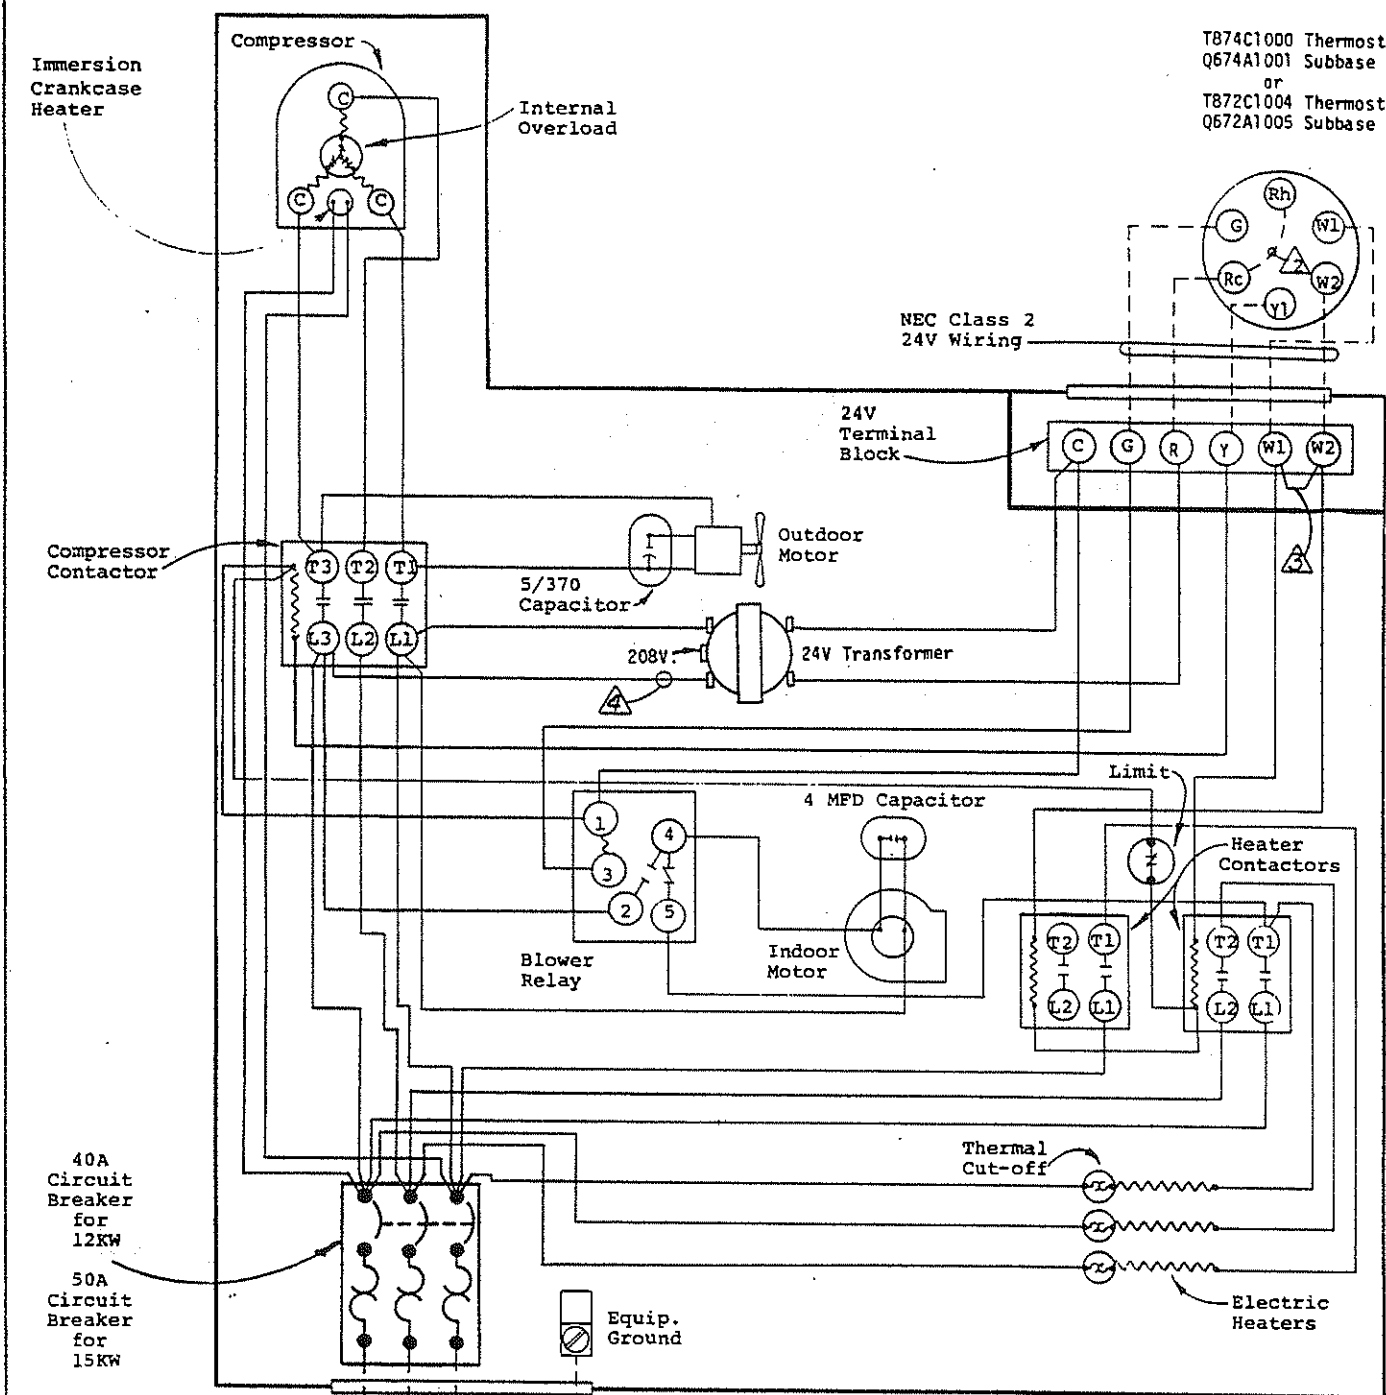 Compressor
Immersion
Crankcase
Heater
Internal
Overload
C
C
C
T874C1000 Thermost
Q674A1001 Subbase
or
T872C1004 Thermost
Q672A1005 Subbase
Rh
G
W1
Rc
2
W2
Y1
NEC Class 2
24V Wiring
24V
Terminal
Block
C G R Y W1 W2
3
Compressor
Contactor
T3 T2 T1
L3 L2 L1
Outdoor
Motor
5/370
Capacitor
208V.
24V Transformer
4
Limit
4 MFD Capacitor
Heater
Contactors
1
4
3
2
5
Blower
Relay
Indoor
Motor
T2 T1
L2 L1
T2 T1
L2 L1
Thermal
Cut-off
40A
Circuit
Breaker
for
12KW
50A
Circuit
Breaker
for
15KW
Equip.
Ground
Electric
Heaters